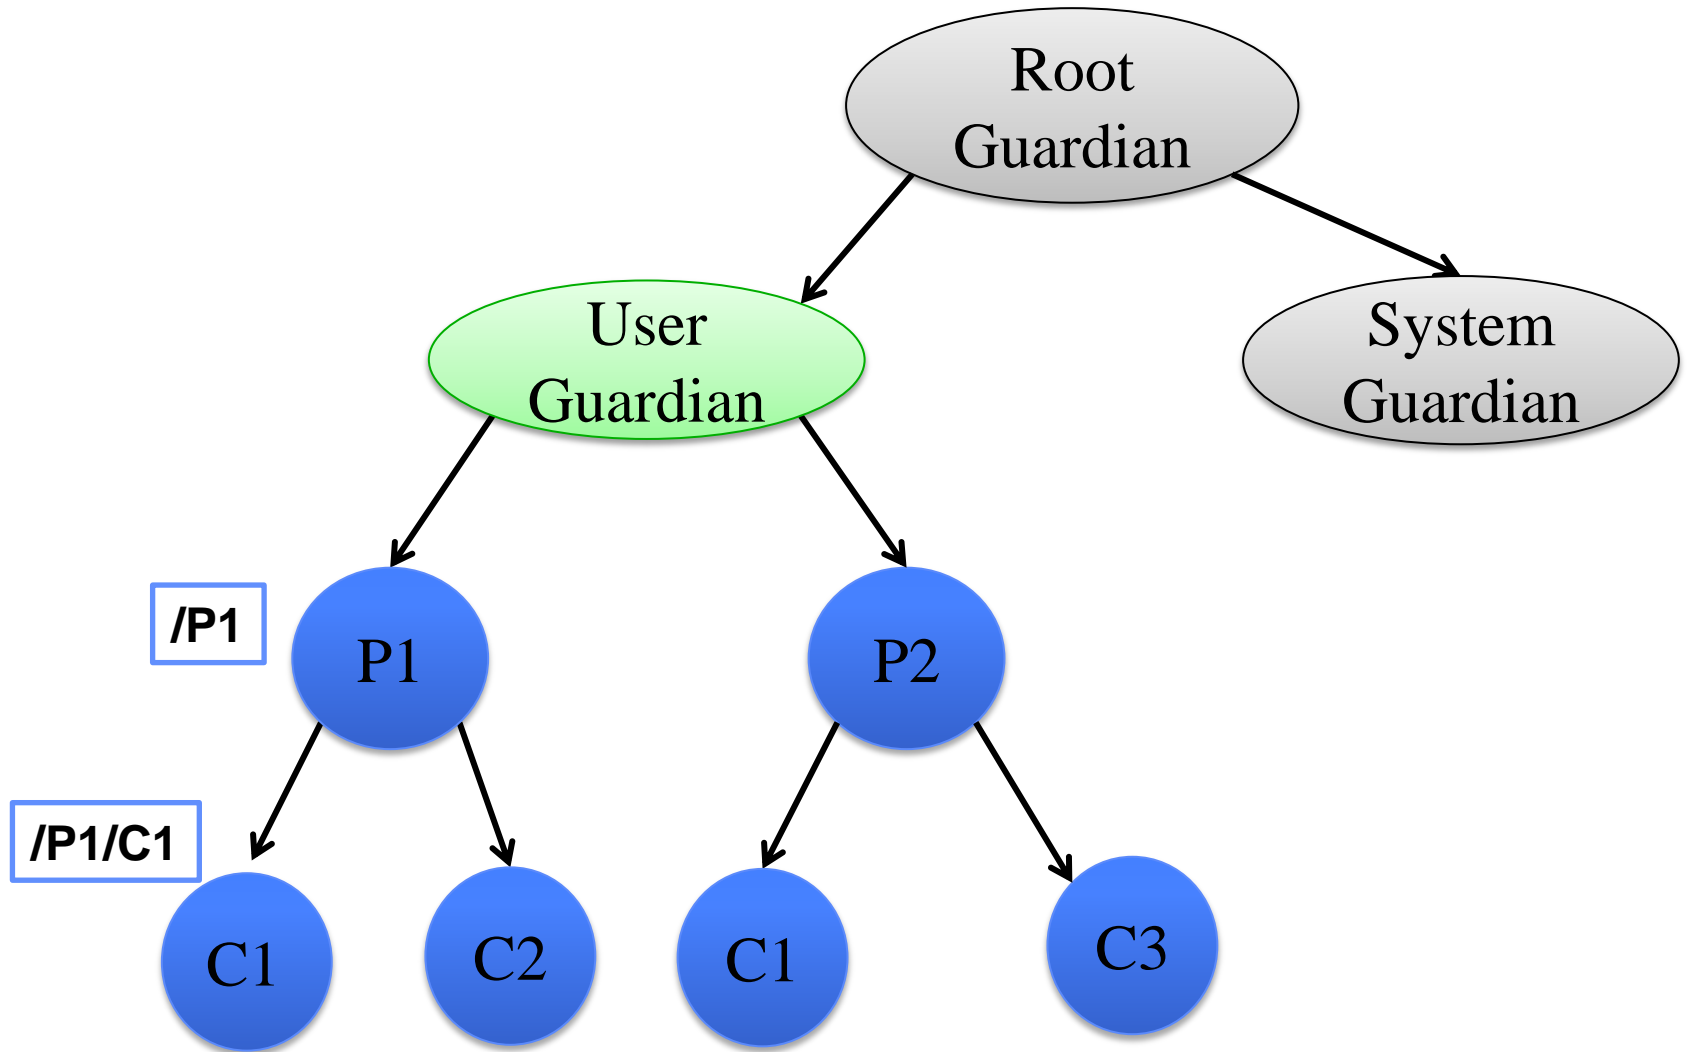 Root
Guardian
User
Guardian
System
Guardian
/P1
P1
P2
/P1/C1
C1
C2
C1
C3